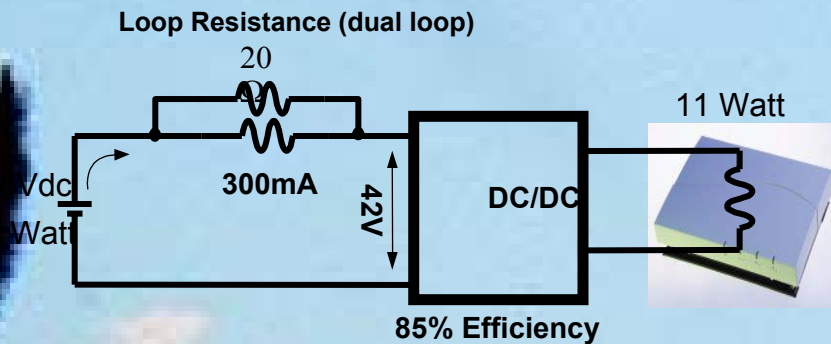 Loop Resistance (dual loop)
20
Ω
11 Watt
300mA
Vdc
Watt
42V
DC/DC
85% Efficiency